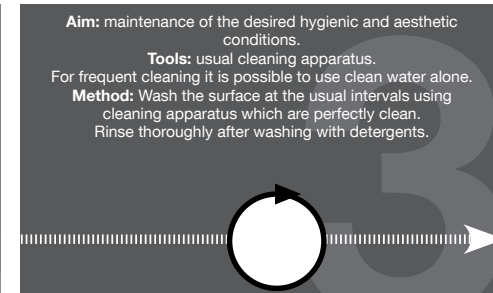 Aim: maintenance of the desired hygienic and aesthetic
conditions.
Tools: usual cleaning apparatus.
For frequent cleaning it is possible to use clean water alone.
Method: Wash the surface at the usual intervals using
cleaning apparatus which are perfectly clean.
Rinse thoroughly after washing with detergents.
3